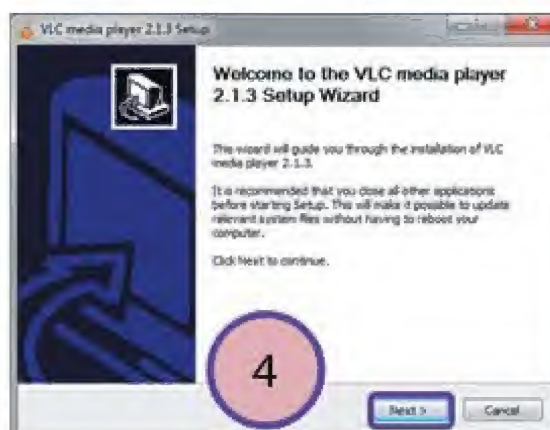 VLC media player 2.1.3 Setup
Welcome to the VLC media player
2.1.3 Setup Wizard
This wizard will guide you through the installation of VLC
media player 2.1.3.
It is recommended that you close all other applications
before starting Setup. This will make it possible to update
relevant system files without having to reboot your
computer.
Click Next to continue.
4
Next >
Cancel